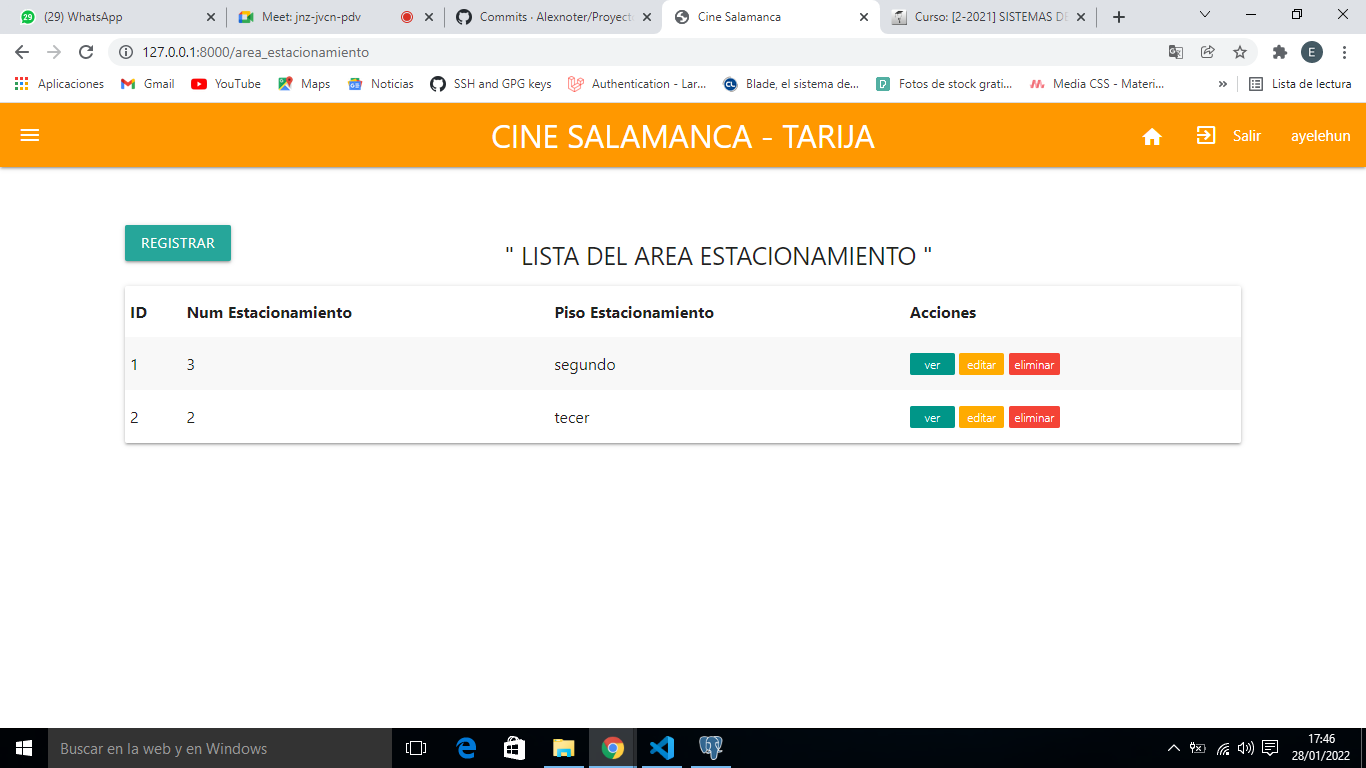 (29) WhatsApp
Meet: jnz-jvcn-pdv
Commits · Alexnoter/Proyect
Cine Salamanca
Curso: [2-2021] SISTEMAS DE
127.0.0.1:8000/area_estacionamiento
E
Aplicaciones
Gmail
YouTube
Maps
Noticias
SSH and GPG keys
Authentication - Lar...
Blade, el sistema de...
Fotos de stock grati...
Media CSS - Materi...
»
Lista de lectura
CINE SALAMANCA - TARIJA
Salir
ayelehun
REGISTRAR
" LISTA DEL AREA ESTACIONAMIENTO "
ID Num Estacionamiento Piso Estacionamiento Acciones
1 3 segundo ver editar eliminar
2 2 tecer ver editar eliminar
Buscar en la web y en Windows
17:46
28/01/2022